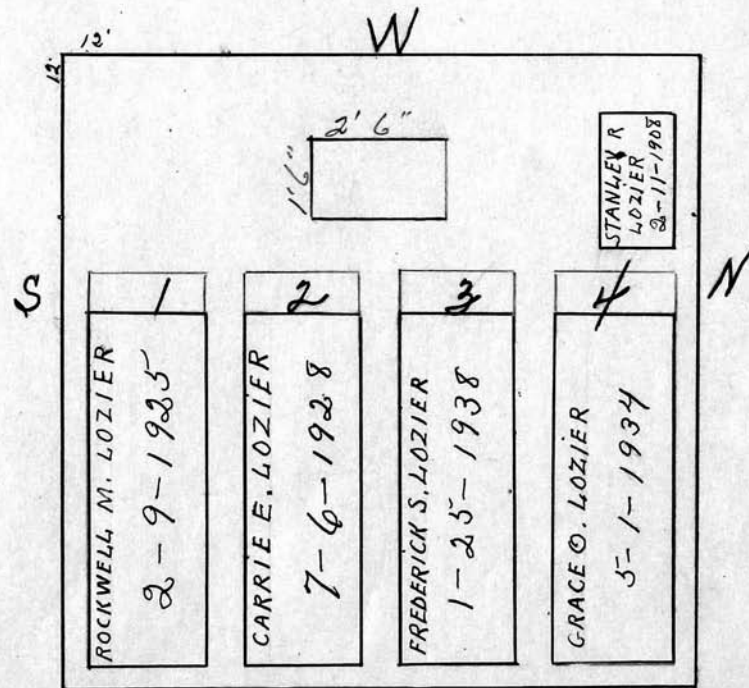 W
12'
12'
2' 6"
1' 6"
STANLEY R
LOZIER
2-11-1908
S
N
1
2
3
4
ROCKWELL M. LOZIER
2-9-1925
CARRIE E. LOZIER
7-6-1928
FREDERICK S. LOZIER
1-25-1938
GRACE O. LOZIER
5-1-1934